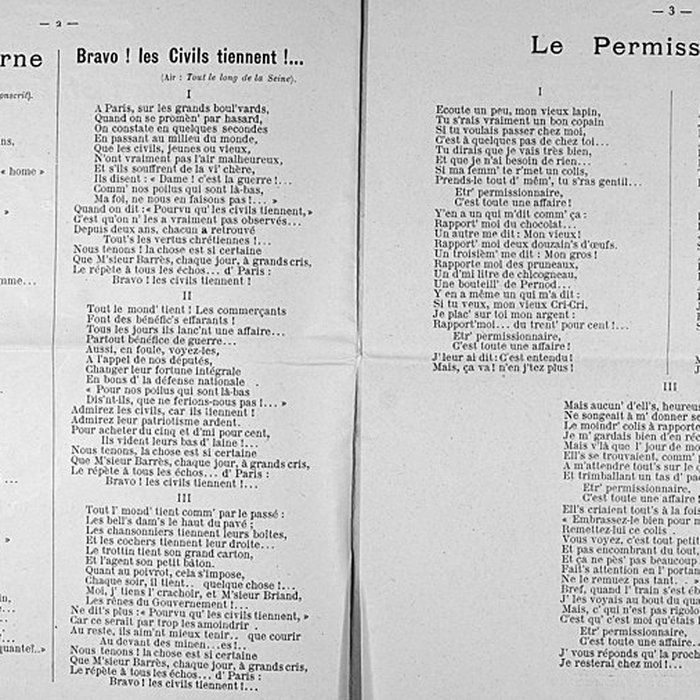 — 2 —
rne
onscrit).
ns,
« home »
»
mme...
...
»
in,
quante!..»
Bravo ! les Civils tiennent !...
(Air : Tout le long de la Seine).
I
A Paris, sur les grands boul'vards,
Quand on se promèn' par hasard,
On constate en quelques secondes
En passant au milieu du monde,
Que les civils, jeunes ou vieux,
N'ont vraiment pas l'air malheureux,
Et s'ils souffrent de la vi' chère,
Ils disent : « Dame ! c'est la guerre !...
Comm' nos poilus qui sont là-bas,
Ma foi, ne nous en faisons pas !... »
Quand on dit : « Pourvu qu' les civils tiennent, »
C'est qu'on n' les a vraiment pas observés...
Depuis deux ans, chacun a retrouvé
Tout's les vertus chrétiennes !...
Nous tenons ! la chose est si certaine
Que M'sieur Barrès, chaque jour, à grands cris,
Le répète à tous les échos... d' Paris :
Bravo ! les civils tiennent !
II
Tout le mond' tient ! Les commerçants
Font des bénéfic's effarants !
Tous les jours ils lanc'nt une affaire...
Partout bénéfice de guerre...
Aussi, en foule, voyez-les,
A l'appel de nos députés,
Changer leur fortune intégrale
En bons d' la défense nationale
« Pour nos poilus qui sont là-bas
Dis'nt-ils, que ne ferions-nous pas !... »
Admirez les civils, car ils tiennent !
Admirez leur patriotisme ardent.
Pour acheter du cinq et d'mi pour cent,
Ils vident leurs bas d' laine !...
Nous tenons, la chose est si certaine
Que M'sieur Barrès, chaque jour, à grands cris,
Le répète à tous les échos... d' Paris :
Bravo ! les civils tiennent !...
III
Tout l' mond' tient comm' par le passé :
Les bell's dam's le haut du pavé ;
Les chansonniers tiennent leurs boîtes,
Et les cochers tiennent leur droite...
Le trottin tient son grand carton,
Et l'agent son petit bâton.
Quant au poivrot, cela s'impose,
Chaque soir, il tient.. quelque chose !...
Moi, j' tiens l' crachoir, et M'sieur Briand,
Les rênes du Gouvernement !...
Ne dit's plus : « Pourvu qu' les civils tiennent, »
Car ce serait par trop les amoindrir
Au reste, ils aim'nt mieux tenir.. que courir
Au devant des minen...es !..
Nous tenons ! la chose est si certaine
Que M'sieur Barrès, chaque jour, à grands cris,
Le répète à tous les échos... d' Paris :
Bravo ! les civils tiennent !...
— 3 —
Le Permiss
I
Ecoute un peu, mon vieux lapin,
Tu s'rais vraiment un bon copain
Si tu voulais passer chez moi,
C'est à quelques pas de chez toi...
Tu dirais que je vais très bien,
Et que je n'ai besoin de rien...
Si ma femm' te r'met un colis,
Prends-le tout d' mêm', tu s'ras gentil...
Etr' permissionnaire,
C'est toute une affaire !
Y'en a un qui m'dit comm' ça :
Rapport' moi du chocolat...
Un autre me dit : Mon vieux !
Rapport' moi deux douzain's d'œufs.
Un troisièm' me dit : Mon gros !
Rapporte moi des pruneaux,
Un d'mi litre de chicogneau,
Une bouteill' de Pernod...
Y en a même un qui m'a dit :
Si tu veux, mon vieux Cri-Cri,
Je plac' sur toi mon argent :
Rapport'moi... du trent' pour cent !...
Etr' permissionnaire,
C'est toute une affaire !
J'leur ai dit : C'est entendu !
Mais, ça va ! n'en j'tez plus !
III
Mais aucun' d'ell's, heureus
Ne songeait à m' donner se
Le moindr' colis à rapporte
Je m' gardais bien d'en ré
Mais v'là que l' jour de mo
Ell's se trouvaient, comm'
A m'attendre tout's sur le
Et trimballant un tas d' pa
Etr' permissionnaire,
C'est toute une affaire !
Ell's criaient tout's à la fois
« Embrassez-le bien pour m
Remettez-lui ce colis .
Vous voyez, c'est tout petit
Et pas encombrant du tout,
Et ça ne pès' pas beaucoup
Fait's attention en l' portan
Ne le remuez pas tant. »
Bref, quand l' train s'est éb
J' les voyais au bout du qua
Mais, c' qui n'est pas rigolo
C'est qu' c'est moi qu'étais l
Etr' permissionnaire,
C'est toute une affaire..
J' vous réponds qu' la proch
Je resterai chez moi !...